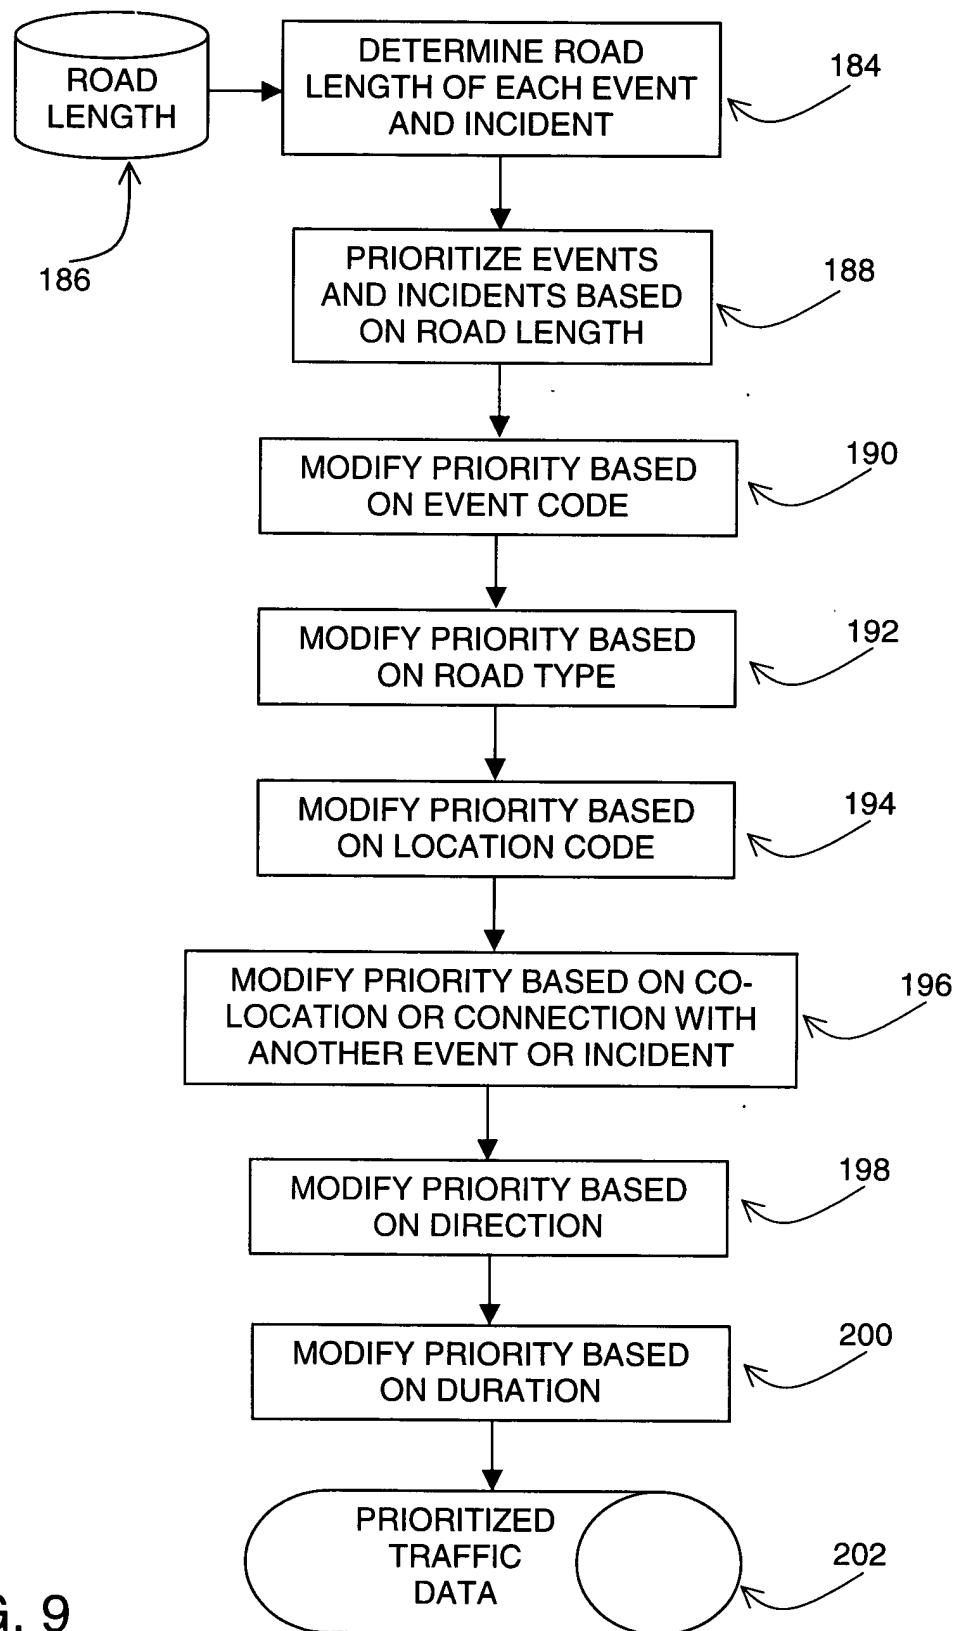 ROAD
LENGTH
DETERMINE ROAD
LENGTH OF EACH EVENT
AND INCIDENT
184
186
PRIORITIZE EVENTS
AND INCIDENTS BASED
ON ROAD LENGTH
188
MODIFY PRIORITY BASED
ON EVENT CODE
190
MODIFY PRIORITY BASED
ON ROAD TYPE
192
MODIFY PRIORITY BASED
ON LOCATION CODE
194
MODIFY PRIORITY BASED ON CO-
LOCATION OR CONNECTION WITH
ANOTHER EVENT OR INCIDENT
196
MODIFY PRIORITY BASED
ON DIRECTION
198
MODIFY PRIORITY BASED
ON DURATION
200
PRIORITIZED
TRAFFIC
DATA
202
G. 9